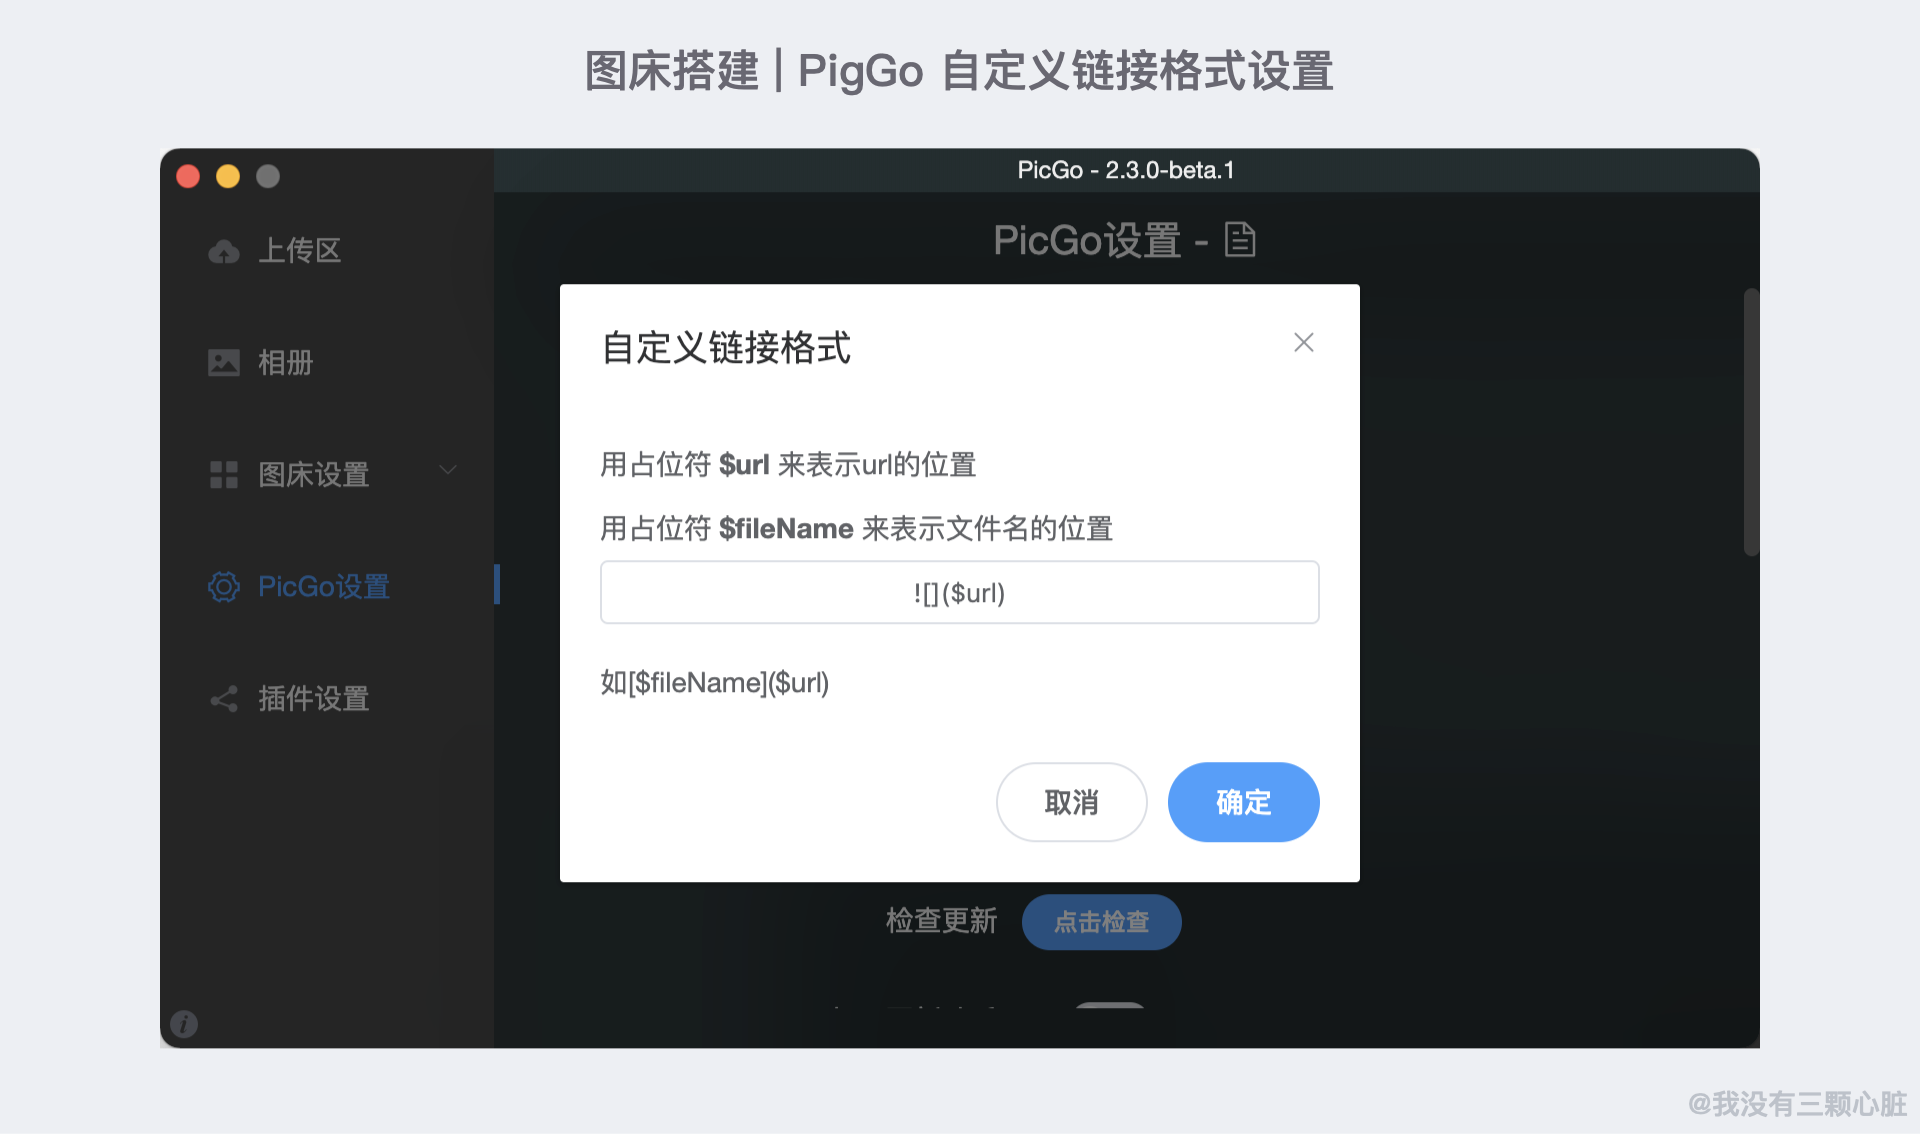 图床搭建 | PigGo 自定义链接格式设置
PicGo - 2.3.0-beta.1
上传区
相册
图床设置
PicGo设置
插件设置
PicGo设置 -
自定义链接格式
用占位符 $url 来表示url的位置
用占位符 $fileName 来表示文件名的位置
![]($url)
如[$fileName]($url)
取消
确定
检查更新
点击检查
@我没有三颗心脏